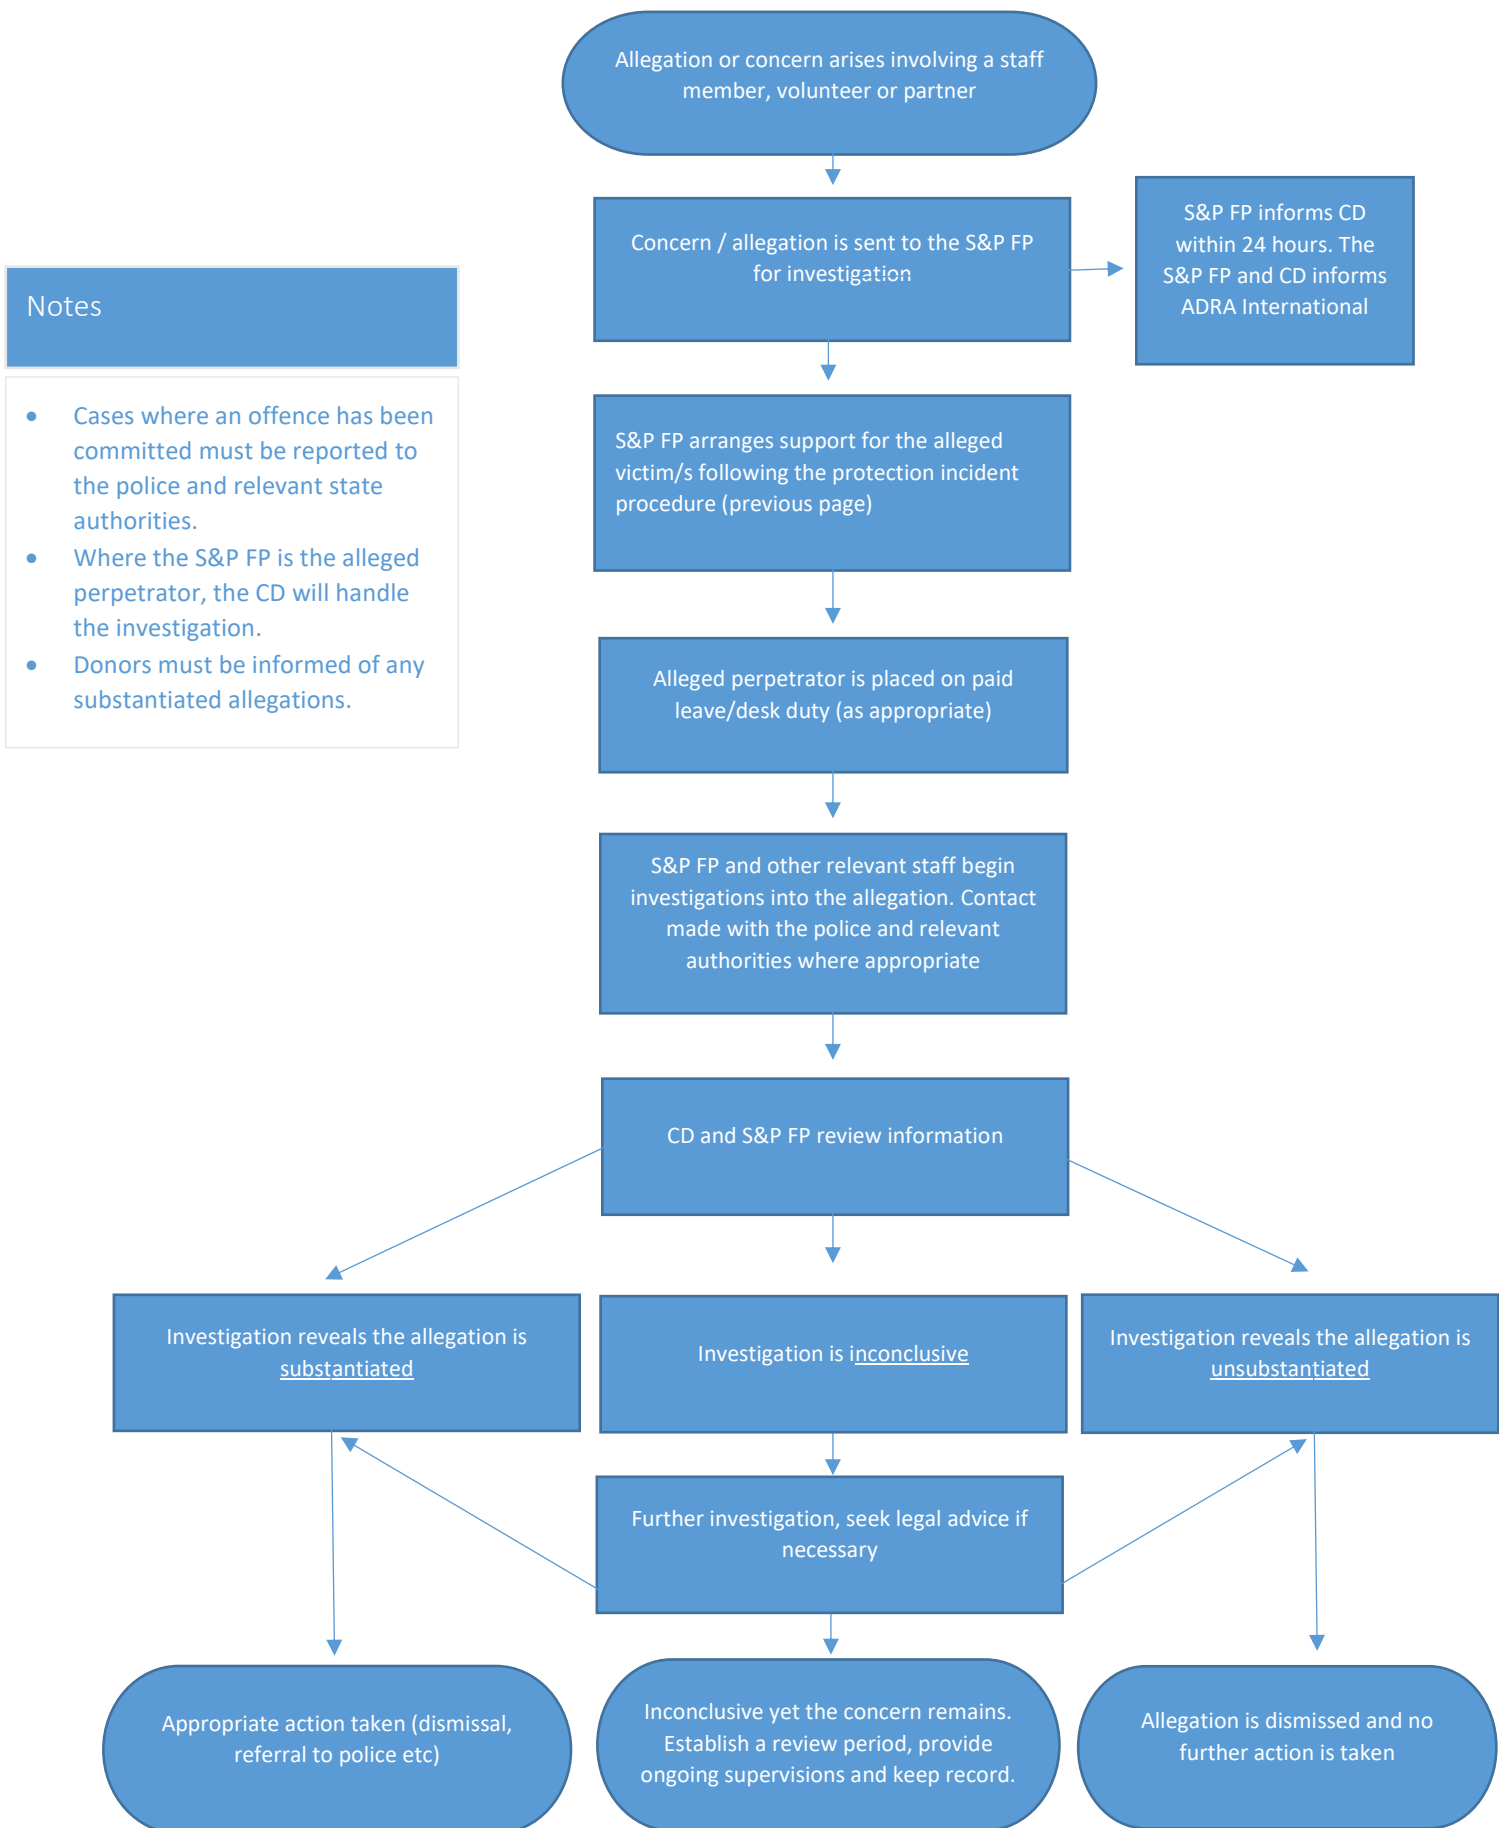 Allegation or concern arises involving a staff
member, volunteer or partner
Concern / allegation is sent to the S&P FP
for investigation
S&P FP informs CD
within 24 hours. The
S&P FP and CD informs
ADRA International
Notes
• Cases where an offence has been
committed must be reported to
the police and relevant state
authorities.
• Where the S&P FP is the alleged
perpetrator, the CD will handle
the investigation.
• Donors must be informed of any
substantiated allegations.
S&P FP arranges support for the alleged
victim/s following the protection incident
procedure (previous page)
Alleged perpetrator is placed on paid
leave/desk duty (as appropriate)
S&P FP and other relevant staff begin
investigations into the allegation. Contact
made with the police and relevant
authorities where appropriate
CD and S&P FP review information
Investigation reveals the allegation is
substantiated
Investigation is inconclusive
Investigation reveals the allegation is
unsubstantiated
Further investigation, seek legal advice if
necessary
Appropriate action taken (dismissal,
referral to police etc)
Inconclusive yet the concern remains.
Establish a review period, provide
ongoing supervisions and keep record.
Allegation is dismissed and no
further action is taken